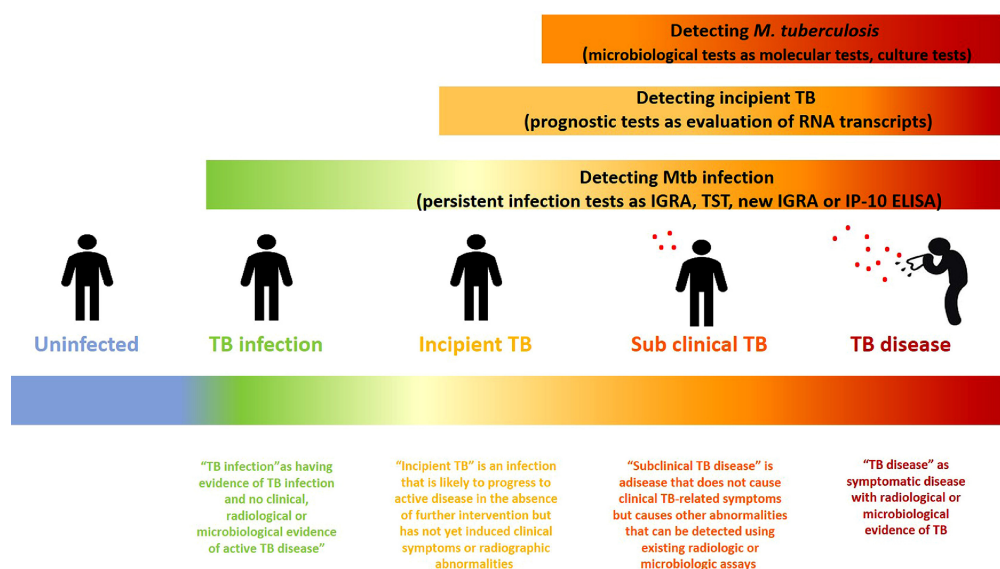 Detecting M. tuberculosis
(microbiological tests as molecular tests, culture tests)
Detecting incipient TB
(prognostic tests as evaluation of RNA transcripts)
Detecting Mtb infection
(persistent infection tests as IGRA, TST, new IGRA or IP-10 ELISA)
Uninfected
TB infection
Incipient TB
Sub clinical TB
TB disease
“TB infection”as having
evidence of TB infection
and no clinical,
radiological or
microbiological evidence
of active TB disease”
“Incipient TB” is an infection
that is likely to progress to
active disease in the absence
of further intervention but
has not yet induced clinical
symptoms or radiographic
abnormalities
“Subclinical TB disease” is
adisease that does not cause
clinical TB-related symptoms
but causes other abnormalities
that can be detected using
existing radiologic or
microbiologic assays
“TB disease” as
symptomatic disease
with radiological or
microbiological
evidence of TB